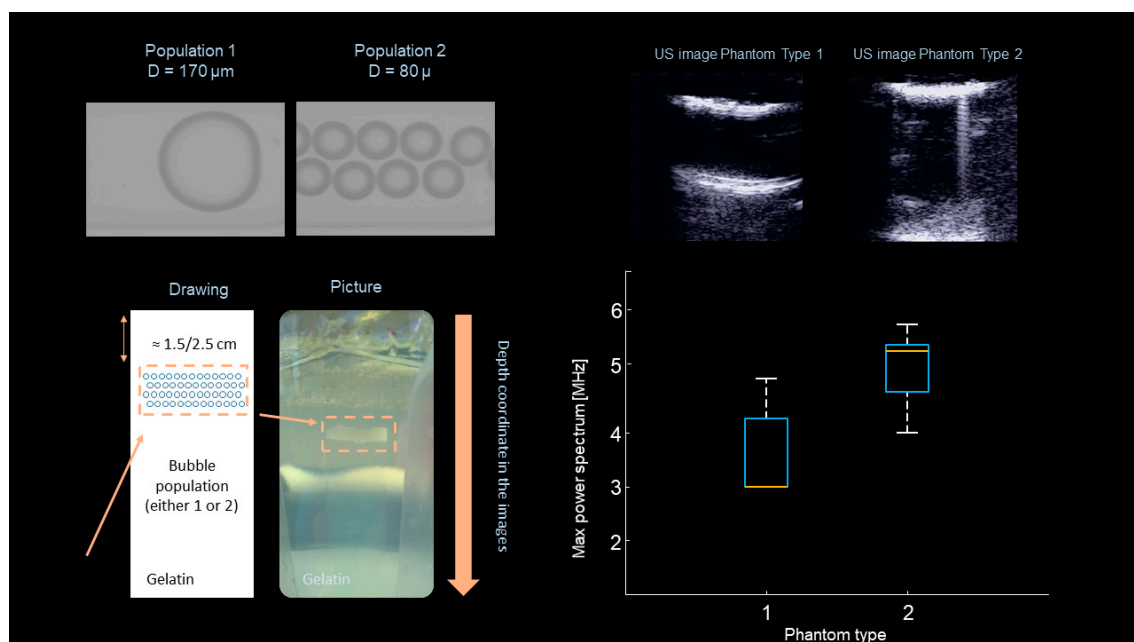 Population 1
D = 170 µm
Population 2
D = 80 µ
US image Phantom Type 1
US image Phantom Type 2
Drawing
Picture
≈ 1.5/2.5 cm
Bubble
population
(either 1 or 2)
Gelatin
Gelatin
Depth coordinate in the images
Max power spectrum [MHz]
6
5
4
3
2
1
2
Phantom type